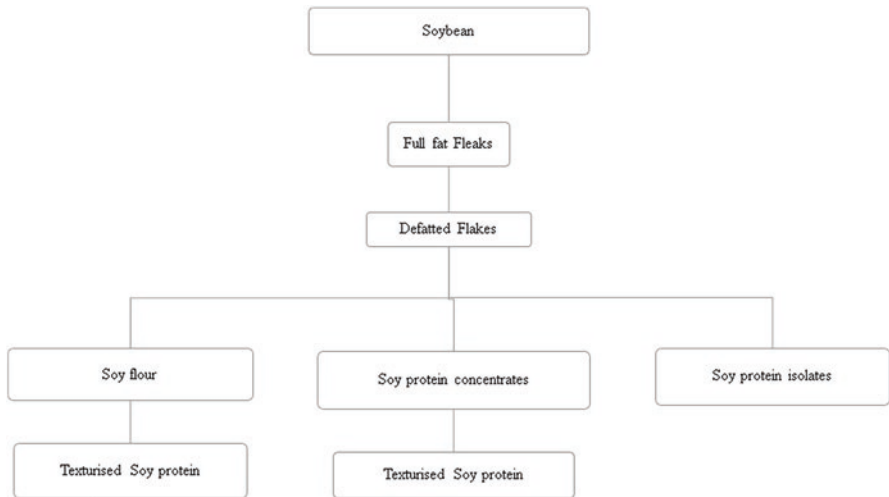 Soybean
Full fat Fleaks
Defatted Flakes
Soy flour
Soy protein concentrates
Soy protein isolates
Texturised Soy protein
Texturised Soy protein